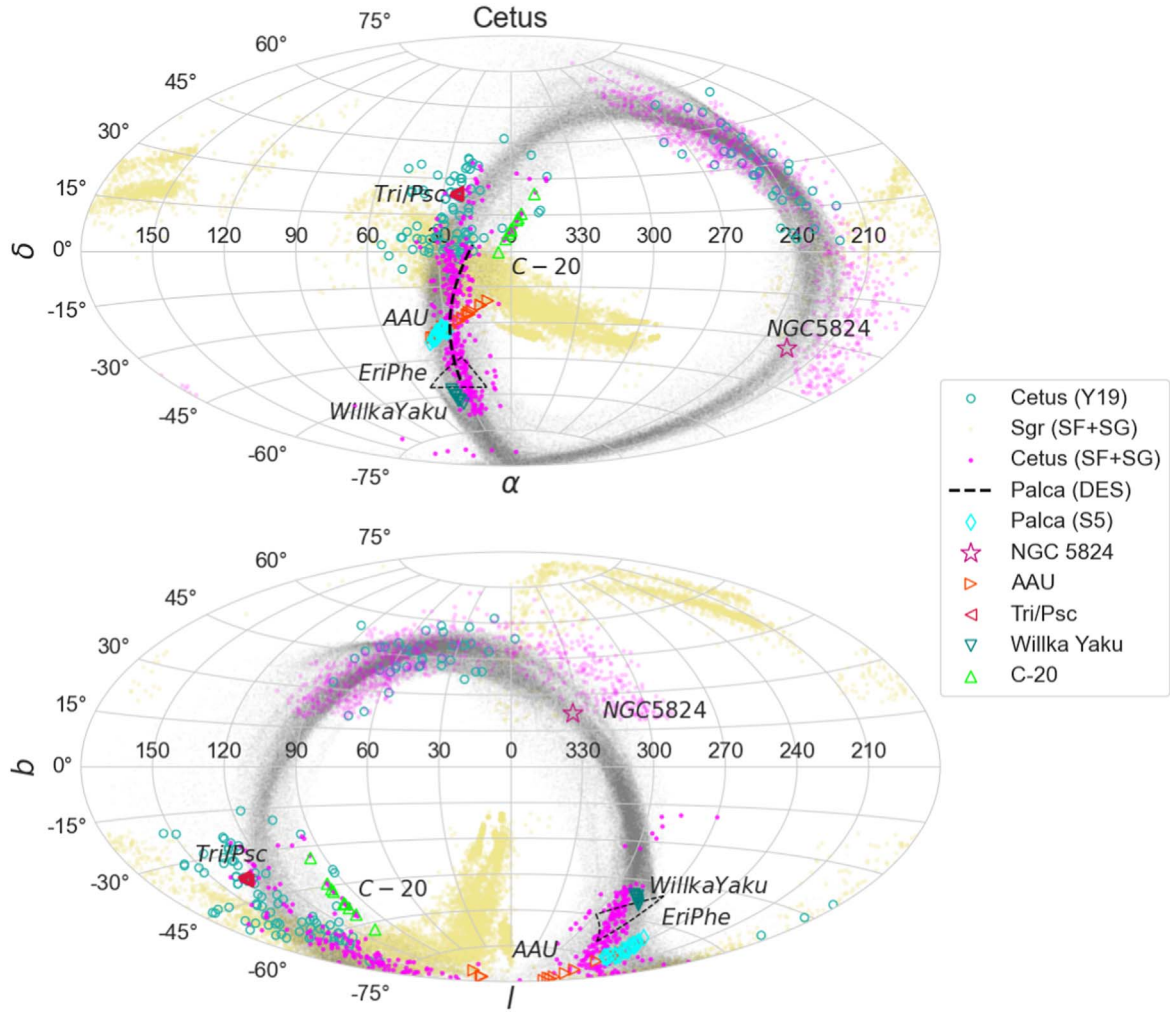 Cetus
75°
60°
45°
30°
15°
0°
-15°
-30°
-45°
-60°
-75°
δ
150 120 90 60 30 0 330 300 270 240 210
Tri/Psc
C − 20
AAU
NGC5824
EriPhe
WillkaYaku
α
Cetus (Y19)
Sgr (SF+SG)
Cetus (SF+SG)
Palca (DES)
Palca (S5)
NGC 5824
AAU
Tri/Psc
Willka Yaku
C-20
75°
60°
45°
30°
15°
0°
-15°
-30°
-45°
-60°
-75°
b
NGC5824
150 120 90 60 30 0 330 300 270 240 210
Tri/Psc
C − 20
WillkaYaku
EriPhe
AAU
l